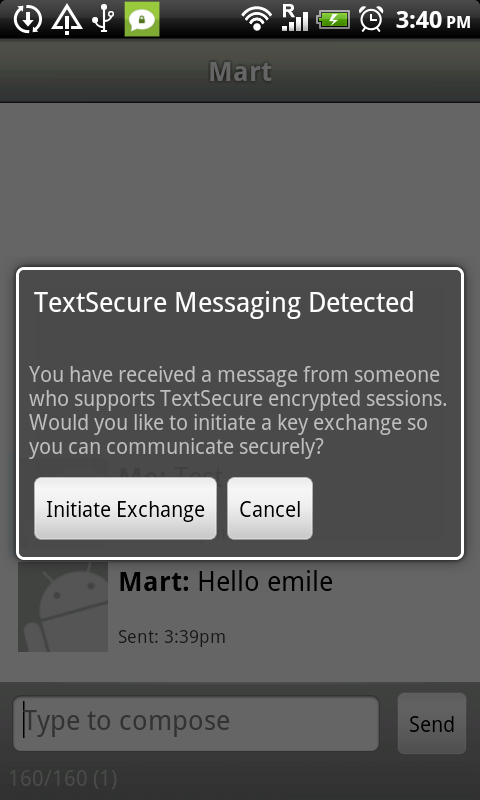 R
3:40 PM
Mart
TextSecure Messaging Detected
You have received a message from someone
who supports TextSecure encrypted sessions.
Would you like to initiate a key exchange so
you can communicate securely?
Me: Test
Initiate Exchange
Cancel
Mart: Hello emile
Sent: 3:39pm
Type to compose
Send
160/160 (1)